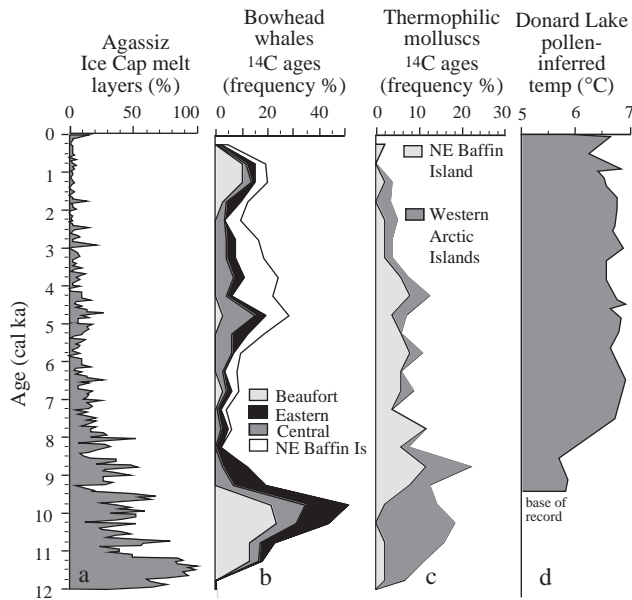 Agassiz
Ice Cap melt
layers (%)
0 50 100
Bowhead
whales
14C ages
(frequency %)
0 20 40
Thermophilic
molluscs
14C ages
(frequency %)
0 10 20 30
Donard Lake
pollen-
inferred
temp (°C)
5 6 7
Age (cal ka)
0
1
2
3
4
5
6
7
8
9
10
11
12
Beaufort
Eastern
Central
NE Baffin Is
NE Baffin
Island
Western
Arctic
Islands
base of
record
a
b
c
d